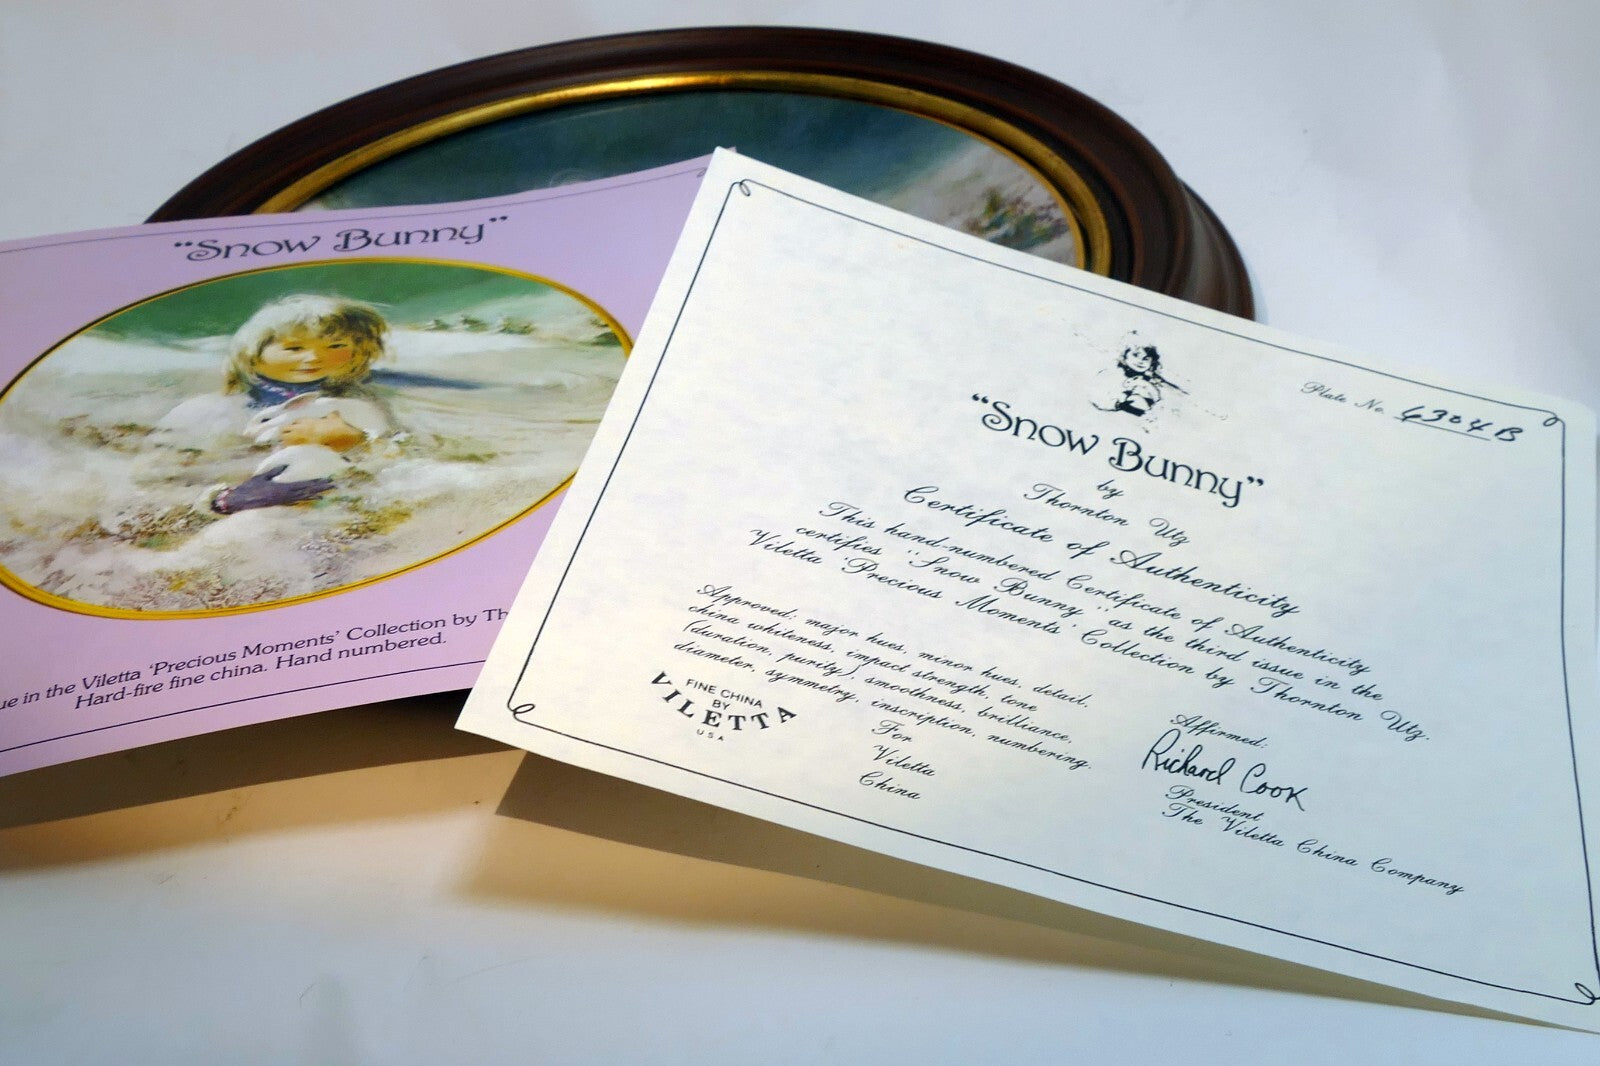 “Snow Bunny”
ue in the Viletta ‘Precious Moments’ Collection by Th
Hard-fire fine china. Hand numbered.
Plate No. 6304B
“Snow Bunny”
by
Thornton Utz
Certificate of Authenticity
This hand-numbered Certificate of Authenticity
certifies “Snow Bunny” as the third issue in the
Viletta ‘Precious Moments’ Collection by Thornton Utz.
Approved: major hues, minor hues, detail,
china whiteness, impact strength, tone
(duration, purity), smoothness, brilliance,
diameter, symmetry, inscription, numbering.
For
Viletta
China
FINE CHINA
BY
VILETTA
USA
Affirmed:
Richard Cook
President
The Viletta China Company